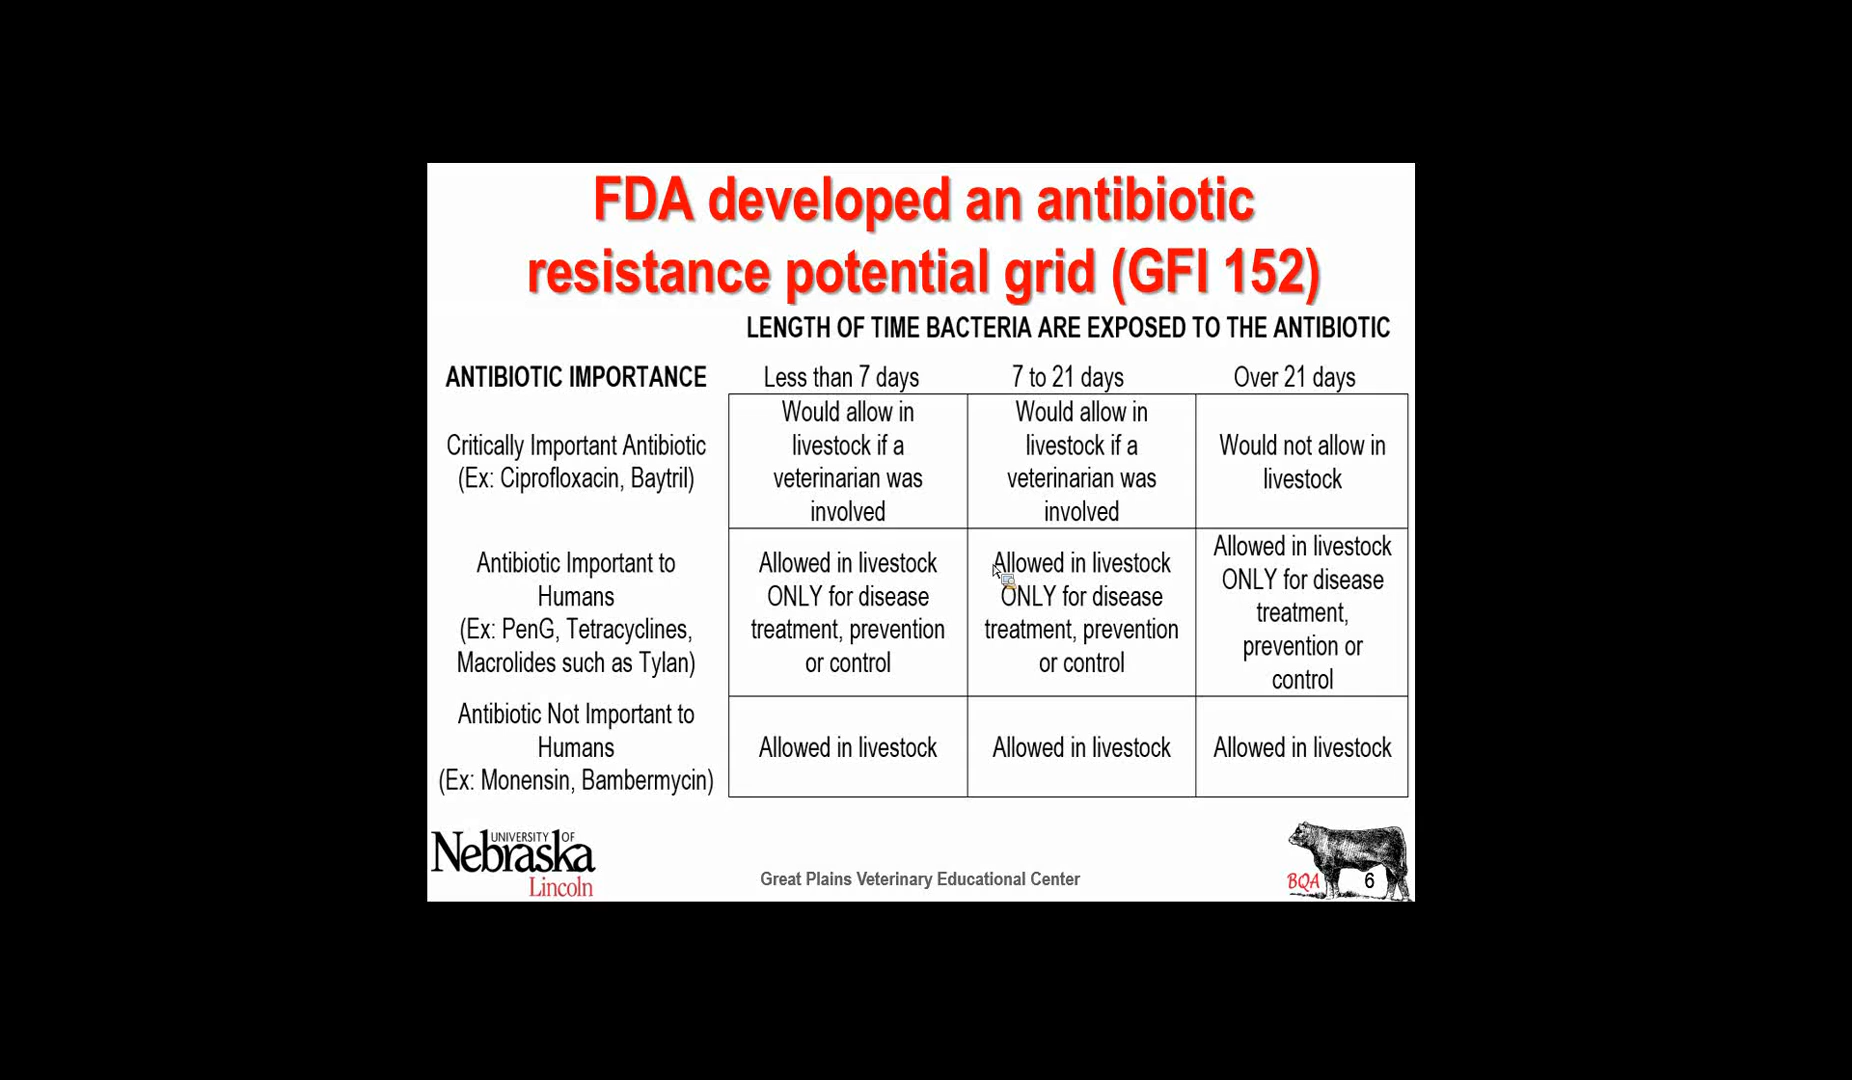 FDA developed an antibiotic
resistance potential grid (GFI 152)
LENGTH OF TIME BACTERIA ARE EXPOSED TO THE ANTIBIOTIC
ANTIBIOTIC IMPORTANCE
Less than 7 days
7 to 21 days
Over 21 days
Critically Important Antibiotic
(Ex: Ciprofloxacin, Baytril)
Would allow in
livestock if a
veterinarian was
involved
Would allow in
livestock if a
veterinarian was
involved
Would not allow in
livestock
Antibiotic Important to
Humans
(Ex: PenG, Tetracyclines,
Macrolides such as Tylan)
Allowed in livestock
ONLY for disease
treatment, prevention
or control
Allowed in livestock
ONLY for disease
treatment, prevention
or control
Allowed in livestock
ONLY for disease
treatment,
prevention or
control
Antibiotic Not Important to
Humans
(Ex: Monensin, Bambermycin)
Allowed in livestock
Allowed in livestock
Allowed in livestock
UNIVERSITY OF
Nebraska
Lincoln
Great Plains Veterinary Educational Center
BQA
6